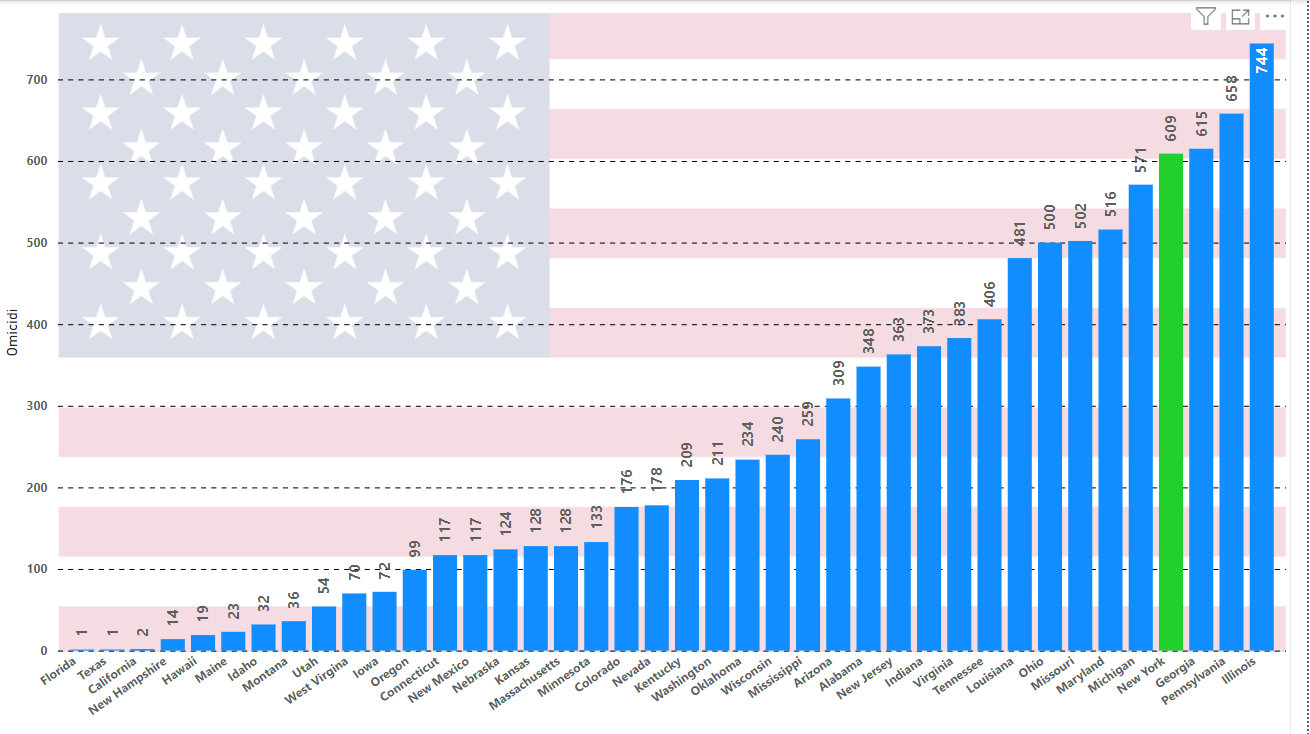 Omicidi
700
600
500
400
300
200
100
0
1
1
2
14
19
23
32
36
54
70
72
99
117
117
124
128
128
133
176
178
209
211
234
240
259
309
348
363
373
383
406
481
500
502
516
571
609
615
658
744
Florida
Texas
California
New Hampshire
Hawaii
Maine
Idaho
Montana
Utah
West Virgina
Iowa
Oregon
Connecticut
New Mexico
Nebraska
Kansas
Massachusetts
Minnesota
Colorado
Nevada
Kentucky
Washington
Oklahoma
Wisconsin
Mississippi
Arizona
Alabama
New Jersey
Indiana
Virginia
Tennessee
Louisiana
Ohio
Missouri
Maryland
Michigan
New York
Georgia
Pennsylvania
Illinois